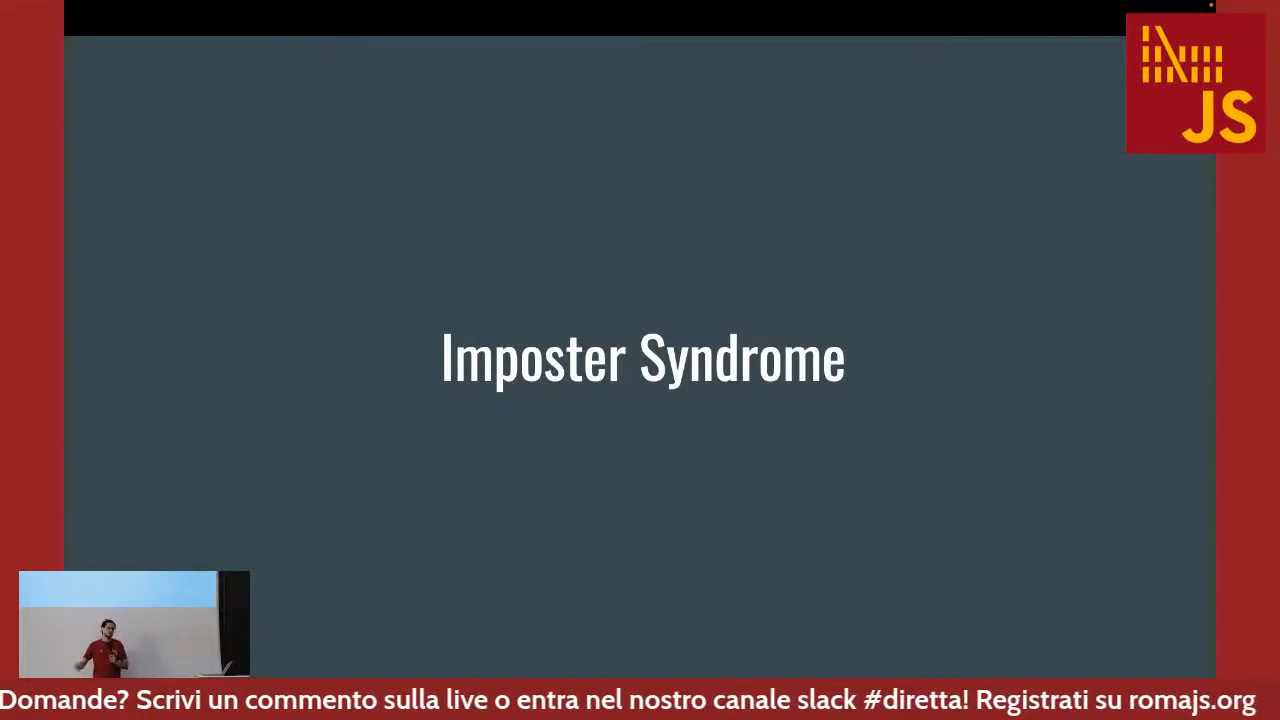 JS
Imposter Syndrome
Domande? Scrivi un commento sulla live o entra nel nostro canale slack #diretta! Registrati su romajs.org